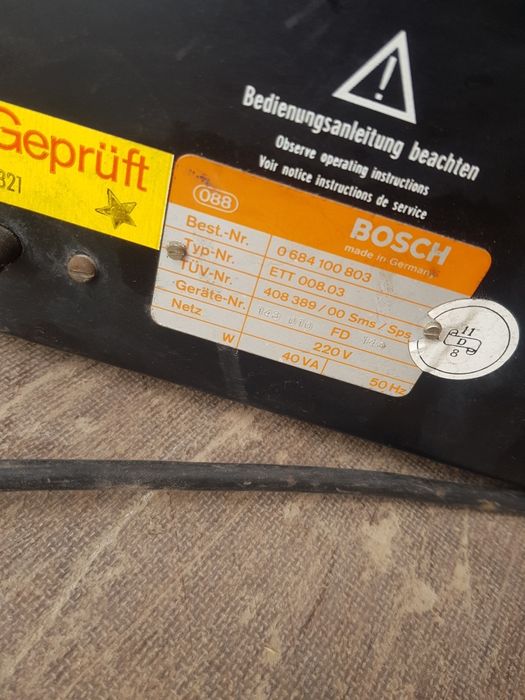 Bedienungsanleitung beachten
Observe operating instructions
Voir notice instructions de service
Geprüft
821
088
BOSCH
made in Germany
Best.-Nr. 0 684 100 803
Typ-Nr. ETT 008.03
TÜV-Nr. 408 389 / 00 Sms / Sps
Geräte-Nr. FD
Netz 220 V
W 40 VA 50 Hz
11
D
8